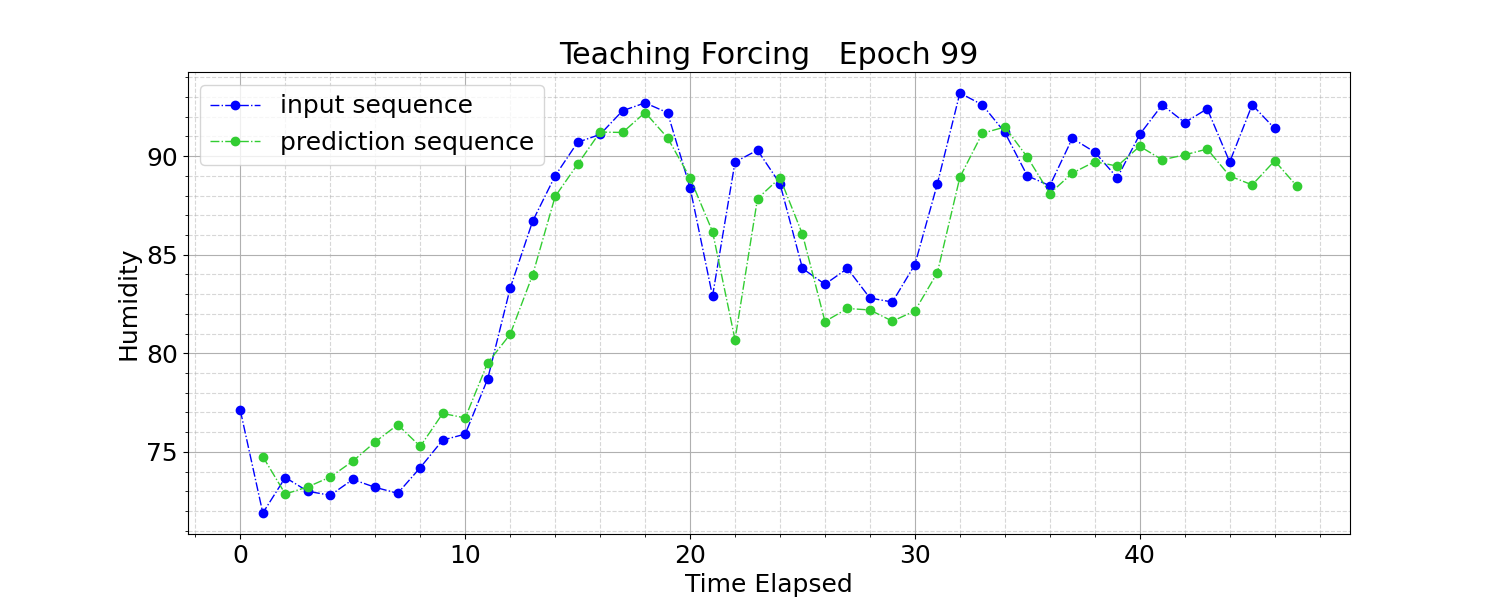 Teaching Forcing   Epoch 99
input sequence
prediction sequence
90
85
80
75
Humidity
0 10 20 30 40
Time Elapsed